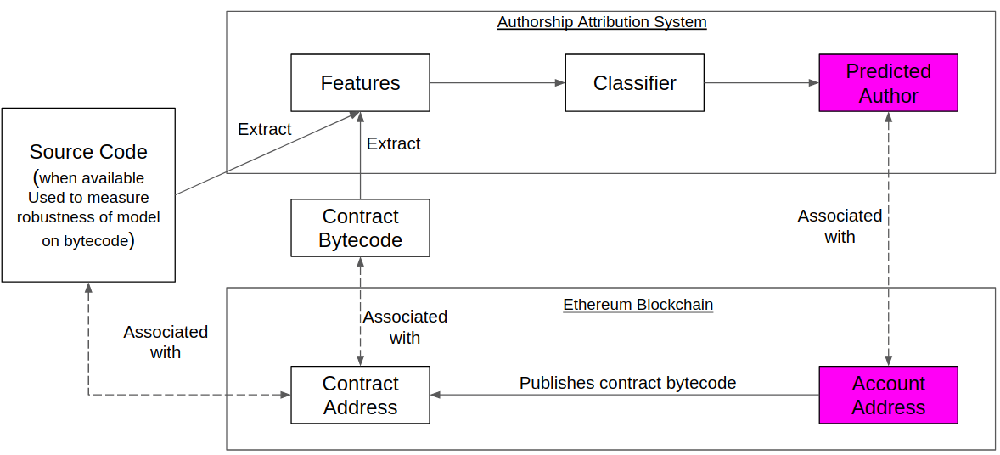 Authorship Attribution System
Features
Classifier
Predicted
Author
Extract
Extract
Source Code
(when available
Used to measure
robustness of model
on bytecode)
Contract
Bytecode
Associated
with
Ethereum Blockchain
Associated
with
Associated
with
Contract
Address
Publishes contract bytecode
Account
Address